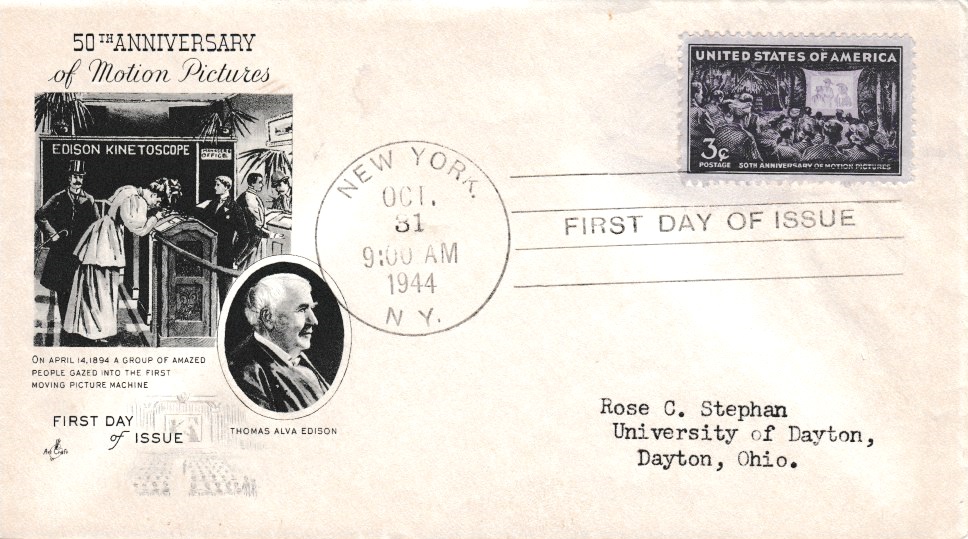 50TH ANNIVERSARY
of Motion Pictures
EDISON KINETOSCOPE
OFFICE
ON APRIL 14, 1894 A GROUP OF AMAZED
PEOPLE GAZED INTO THE FIRST
MOVING PICTURE MACHINE
FIRST DAY
of ISSUE
Art Craft
THOMAS ALVA EDISON
NEW YORK,
OCT.
31
9:00 AM
1944
N Y.
UNITED STATES OF AMERICA
3¢
POSTAGE 50TH ANNIVERSARY OF MOTION PICTURES
FIRST DAY OF ISSUE
Rose C. Stephan
University of Dayton,
Dayton, Ohio.